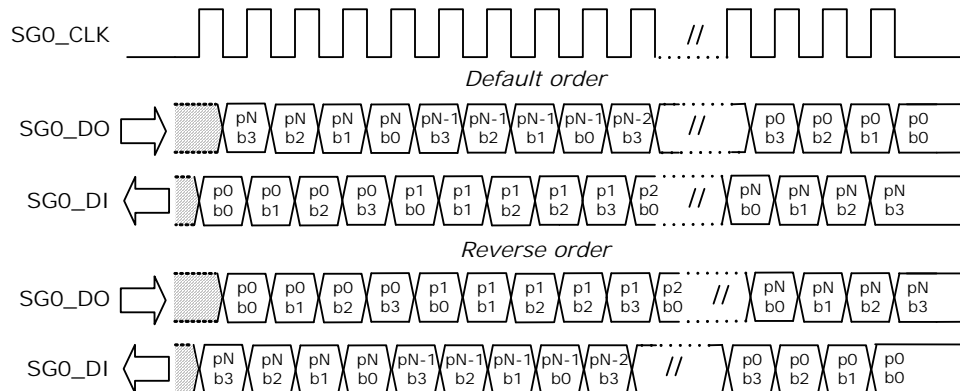 SG0_CLK //
Default order
SG0_DO pN pN pN pN pN-1 pN-1 pN-1 pN-1 pN-2 // p0 p0 p0 p0
b3 b2 b1 b0 b3 b2 b1 b0 b3 b3 b2 b1 b0
SG0_DI p0 p0 p0 p0 p1 p1 p1 p1 p1 p2 // pN pN pN pN
b0 b1 b2 b3 b0 b1 b2 b2 b3 b0 b0 b1 b2 b3
Reverse order
SG0_DO p0 p0 p0 p0 p1 p1 p1 p1 p2 // pN pN pN pN
b0 b1 b2 b3 b0 b1 b2 b3 b0 b0 b1 b2 b3
SG0_DI pN pN pN pN pN-1 pN-1 pN-1 pN-1 pN-2 // p0 p0 p0 p0
b3 b2 b1 b0 b3 b2 b1 b0 b3 b3 b2 b1 b0